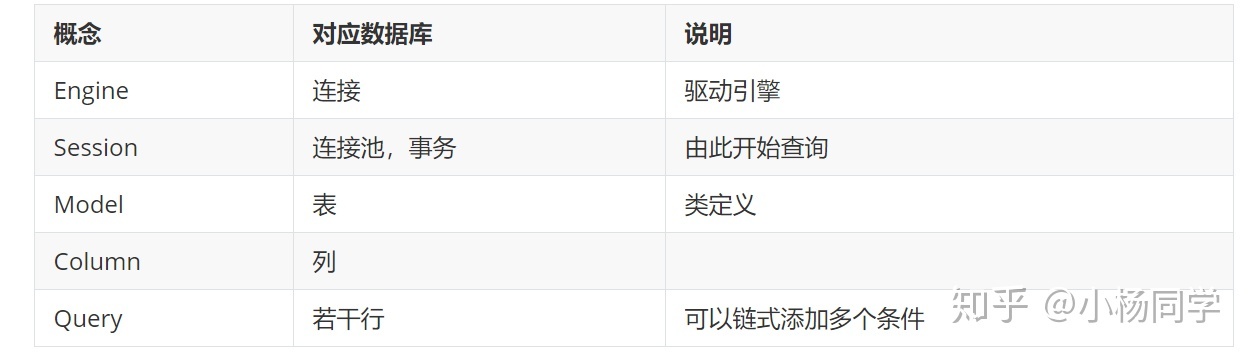 概念 对应数据库 说明
Engine 连接 驱动引擎
Session 连接池，事务 由此开始查询
Model 表 类定义
Column 列
Query 若干行 可以链式添加多个条件
知乎 @小杨同学